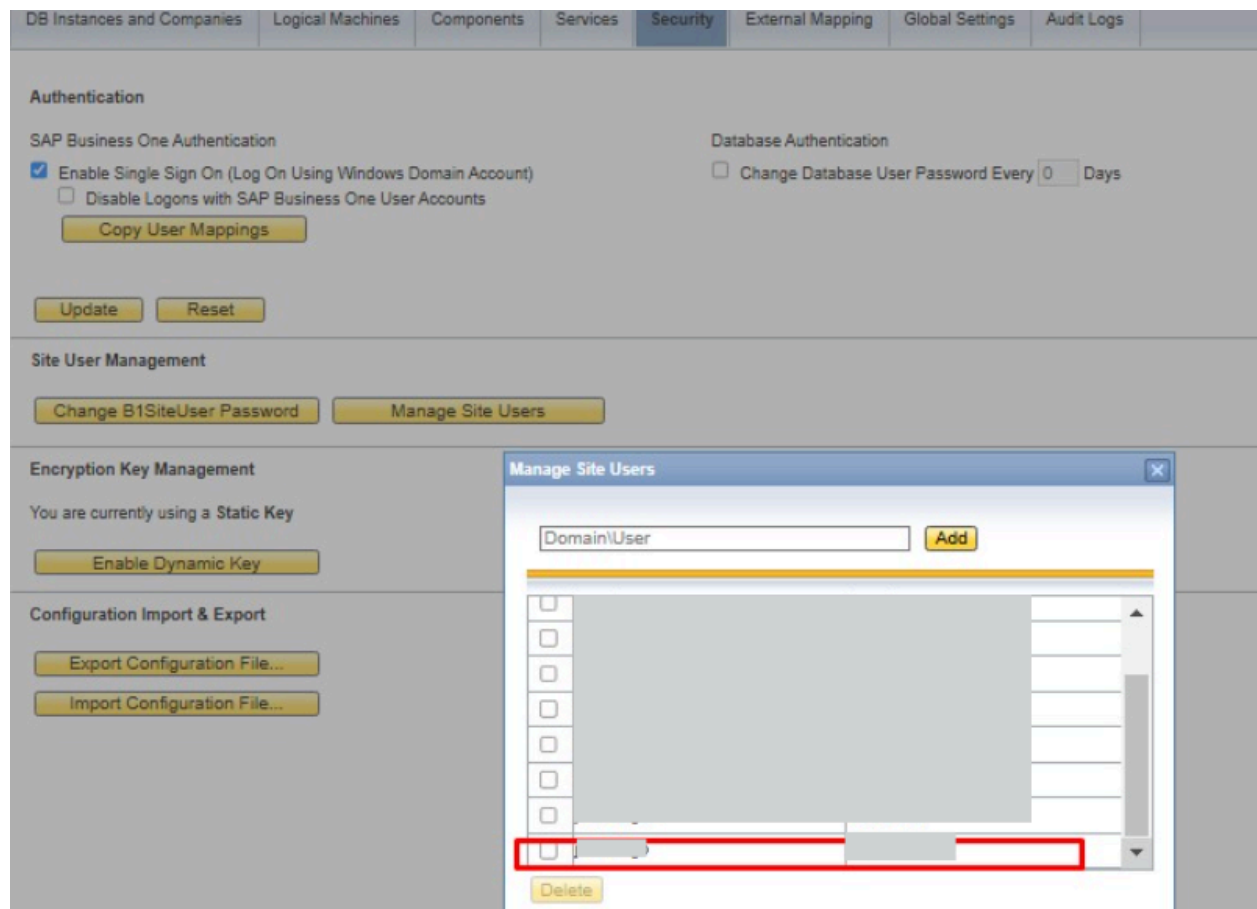 DB Instances and Companies Logical Machines Components Services Security External Mapping Global Settings Audit Logs
Authentication
SAP Business One Authentication Database Authentication
Enable Single Sign On (Log On Using Windows Domain Account) Change Database User Password Every 0 Days
Disable Logons with SAP Business One User Accounts
Copy User Mappings
Update Reset
Site User Management
Change B1SiteUser Password Manage Site Users
Encryption Key Management
You are currently using a Static Key
Enable Dynamic Key
Configuration Import & Export
Export Configuration File...
Import Configuration File...
Manage Site Users
Domain\User Add
Delete